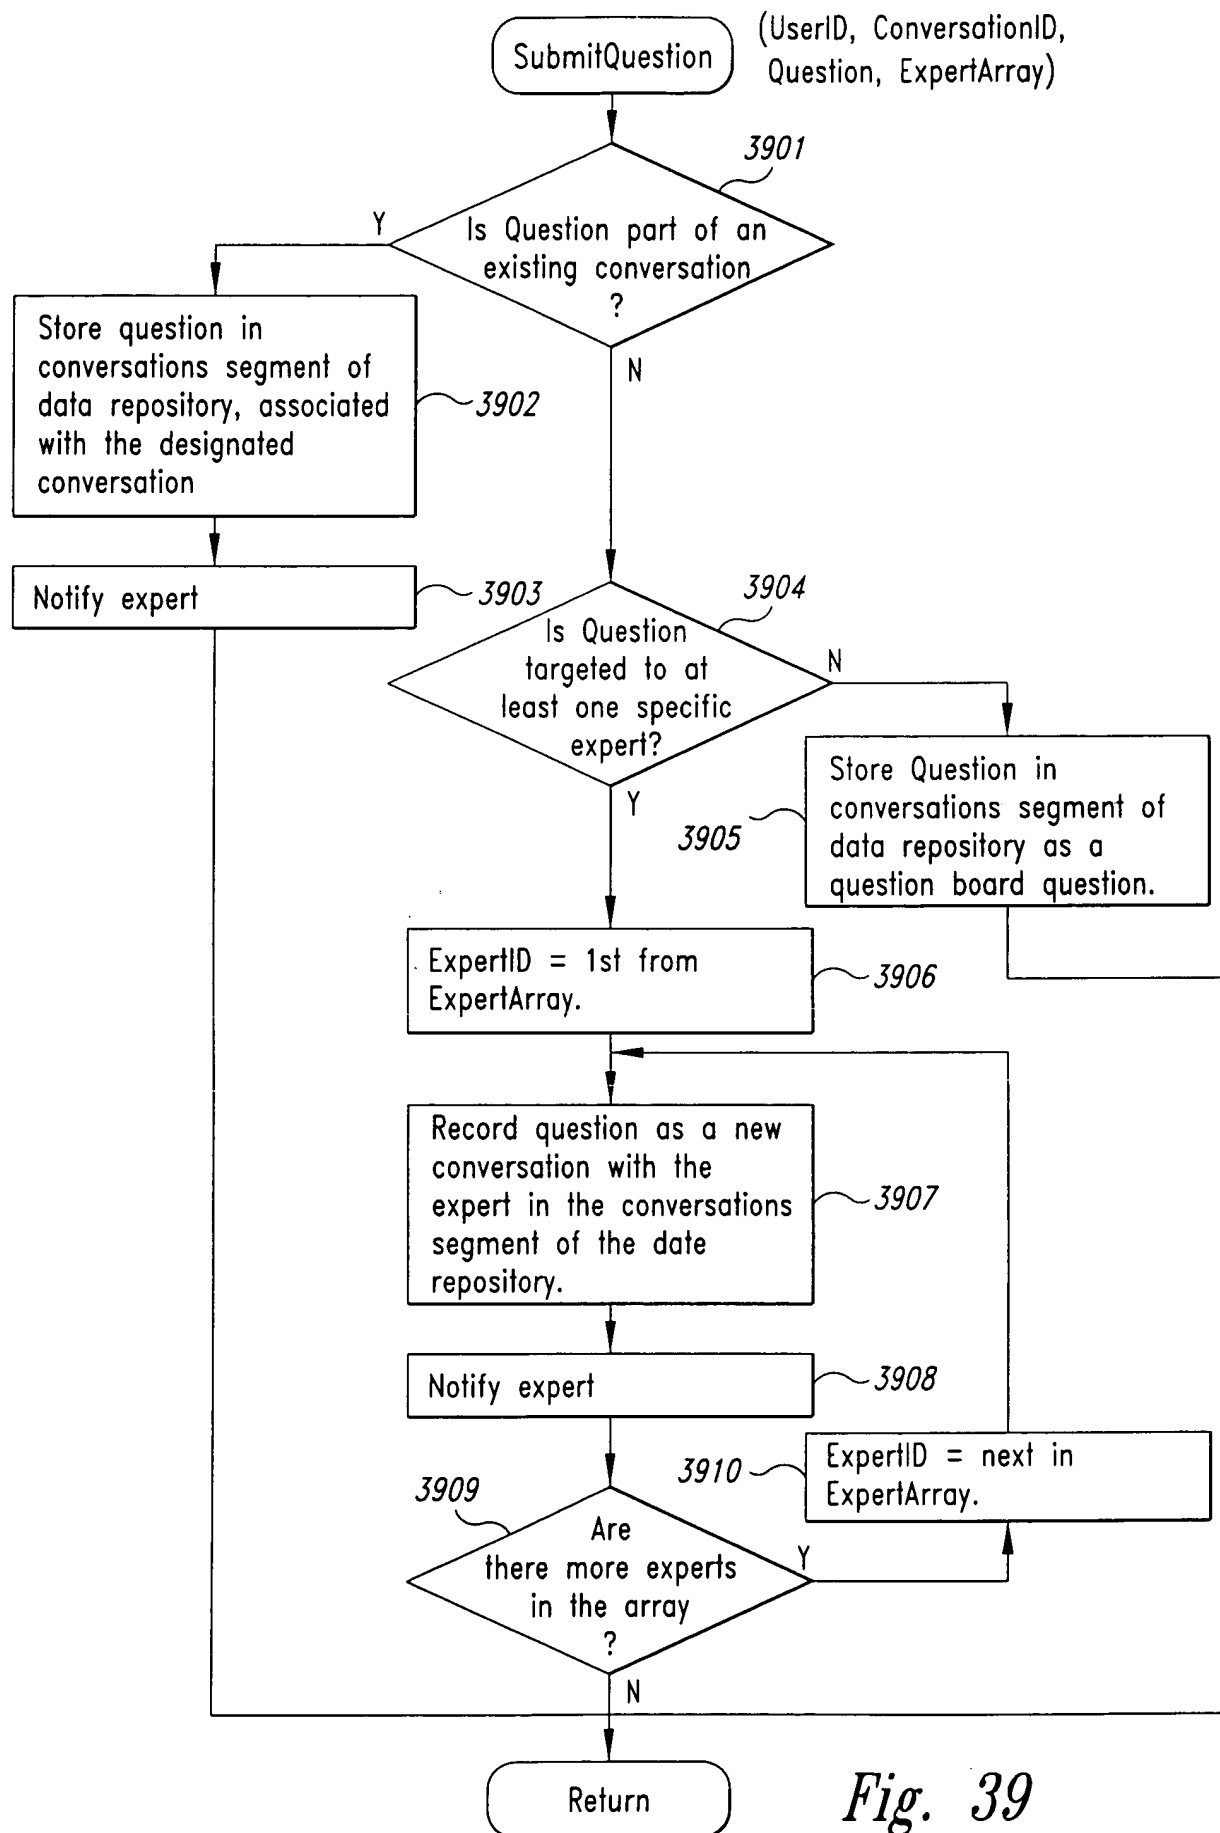 SubmitQuestion
(UserID, ConversationID,
Question, ExpertArray)
3901
Is Question part of an
existing conversation
?
Y
N
Store question in
conversations segment of
data repository, associated
with the designated
conversation
3902
Notify expert
3903
3904
Is Question
targeted to at
least one specific
expert?
N
Y
Store Question in
conversations segment of
data repository as a
question board question.
3905
ExpertID = 1st from
ExpertArray.
3906
Record question as a new
conversation with the
expert in the conversations
segment of the date
repository.
3907
Notify expert
3908
ExpertID = next in
ExpertArray.
3910
3909
Are
there more experts
in the array
?
Y
N
Return
Fig. 39